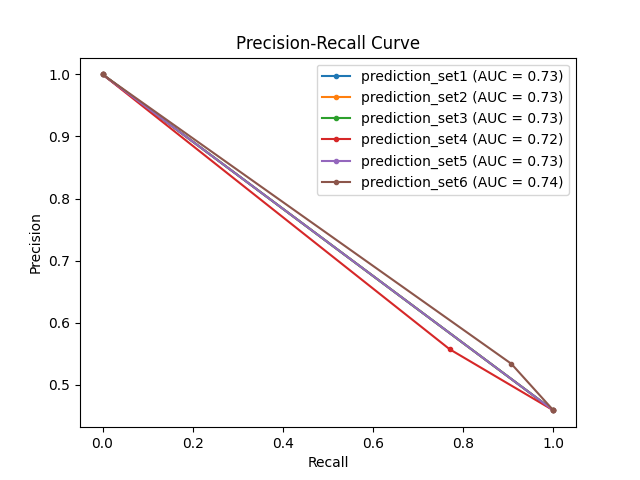 Precision-Recall Curve
prediction_set1 (AUC = 0.73)
prediction_set2 (AUC = 0.73)
prediction_set3 (AUC = 0.73)
prediction_set4 (AUC = 0.72)
prediction_set5 (AUC = 0.73)
prediction_set6 (AUC = 0.74)
Precision
1.0
0.9
0.8
0.7
0.6
0.5
0.0 0.2 0.4 0.6 0.8 1.0
Recall